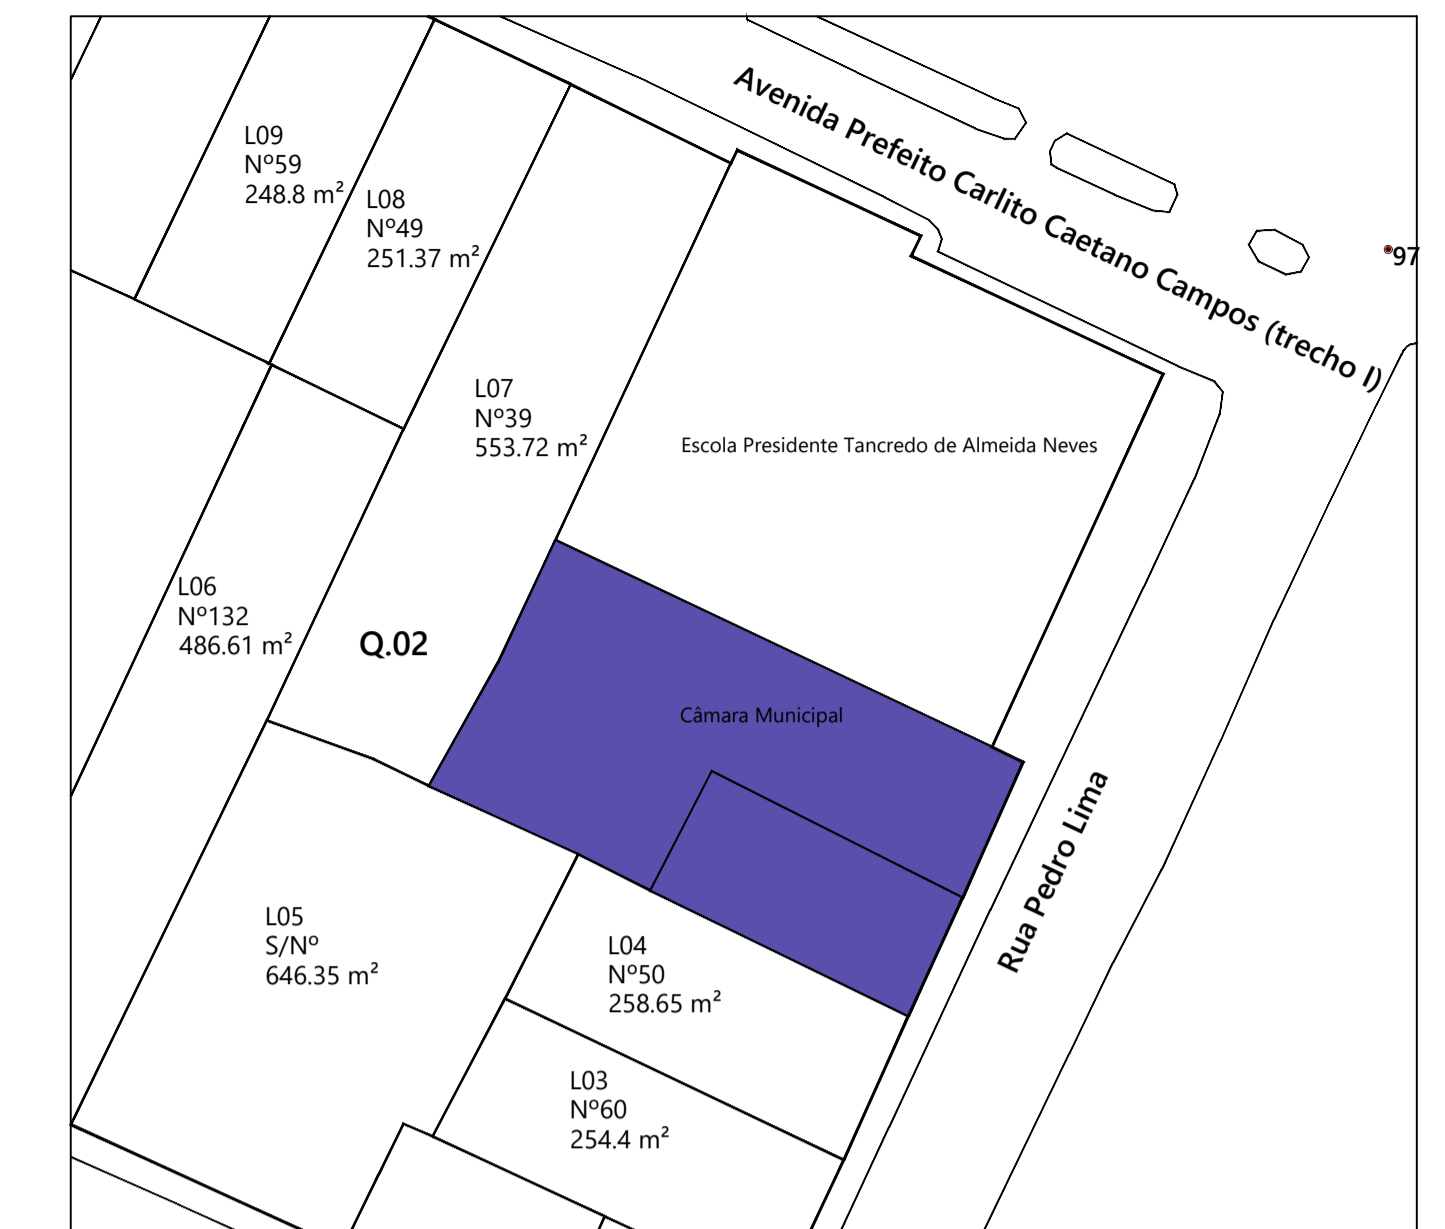 Avenida Prefeito Carlito Caetano Campos (trecho I)
97
L09
Nº59
248.8 m²
L08
Nº49
251.37 m²
L07
Nº39
553.72 m²
Escola Presidente Tancredo de Almeida Neves
L06
Nº132
486.61 m²
Q.02
Câmara Municipal
Rua Pedro Lima
L05
S/Nº
646.35 m²
L04
Nº50
258.65 m²
L03
Nº60
254.4 m²